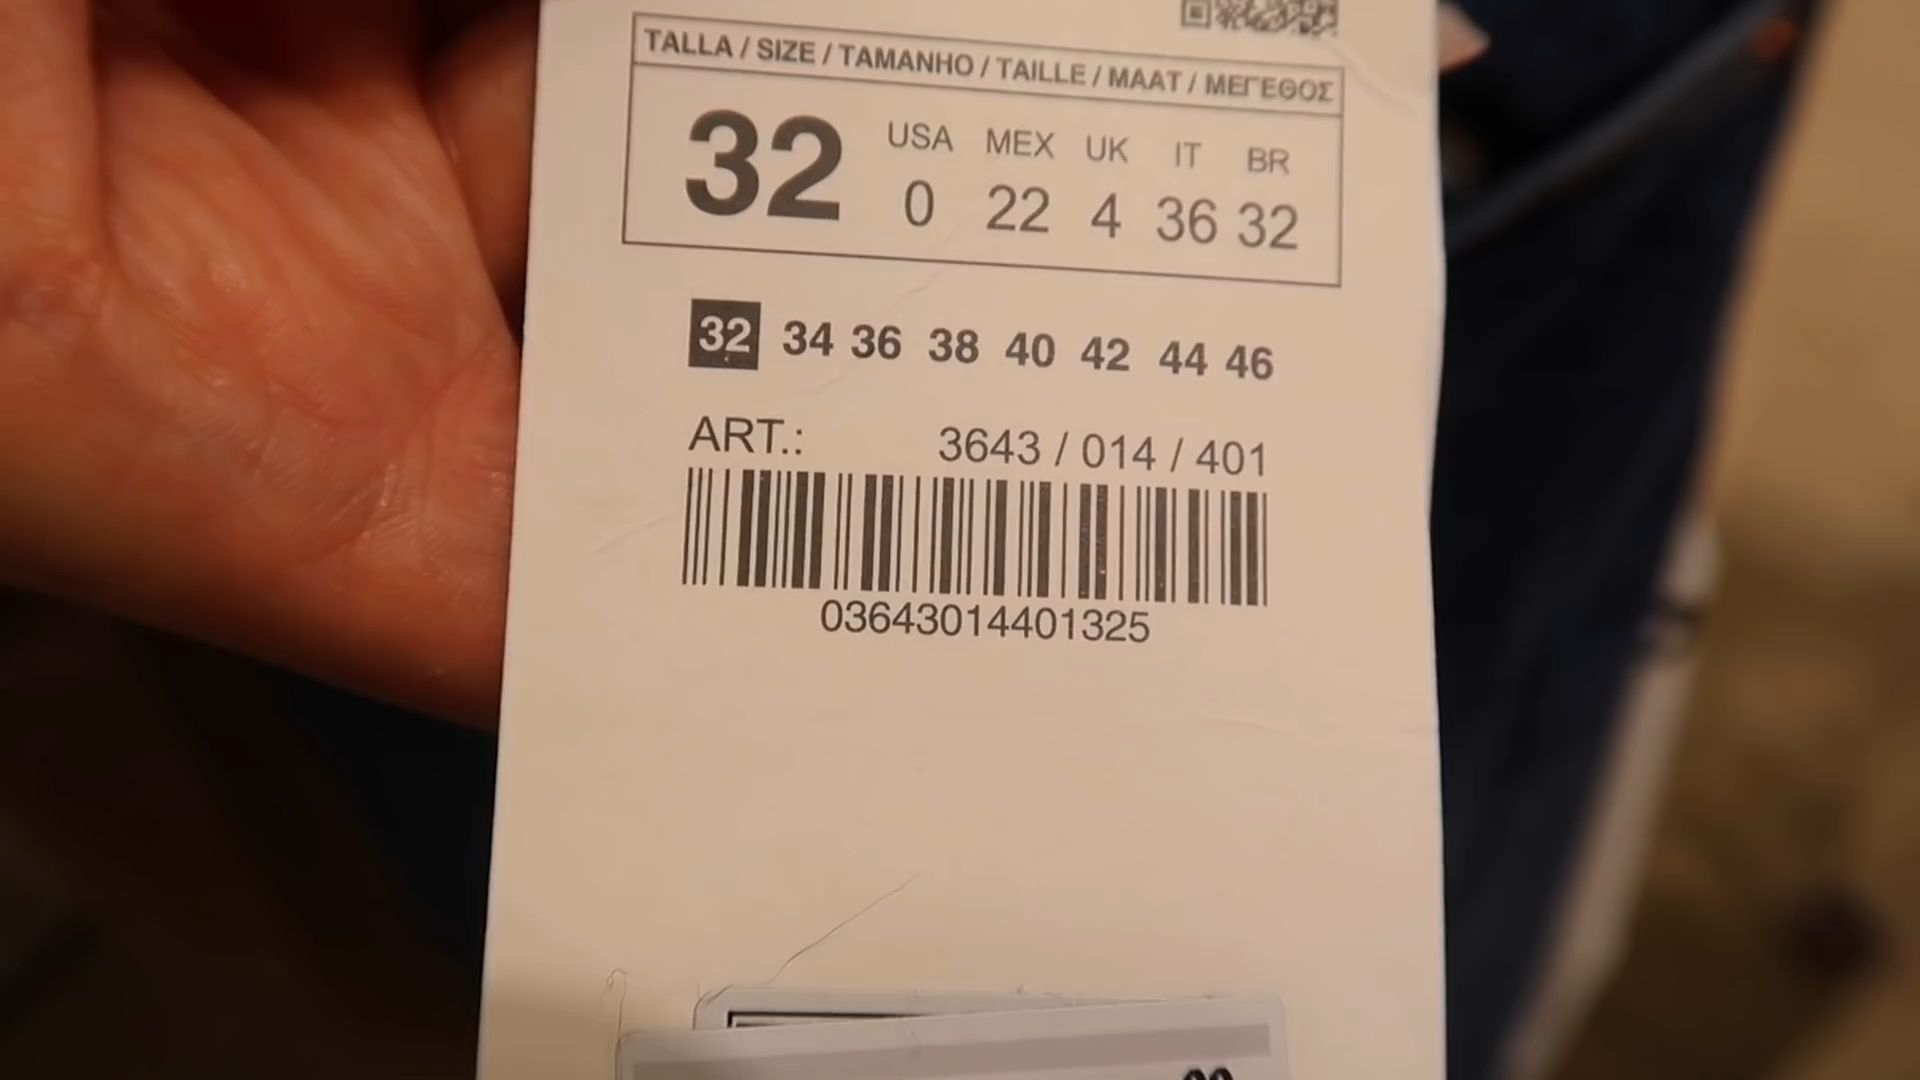 TALLA / SIZE / TAMANHO / TAILLE / MAAT / ΜΕΓΕΘΟΣ
32 USA MEX UK IT BR
0 22 4 36 32
32 34 36 38 40 42 44 46
ART.: 3643 / 014 / 401
03643014401325